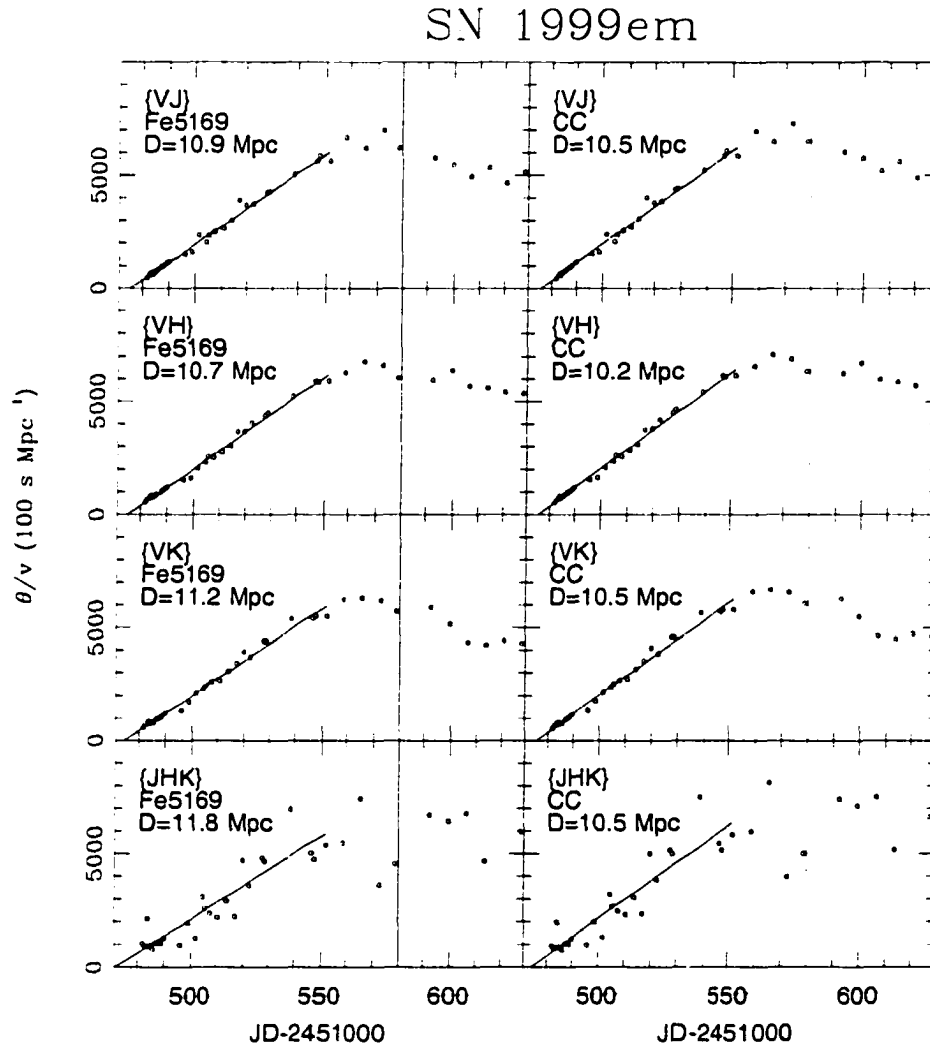 SN 1999em
{VJ}
Fe5169
D=10.9 Mpc
{VJ}
CC
D=10.5 Mpc
5000
0
{VH}
Fe5169
D=10.7 Mpc
{VH}
CC
D=10.2 Mpc
5000
0
θ/v (100 s Mpc⁻¹)
{VK}
Fe5169
D=11.2 Mpc
{VK}
CC
D=10.5 Mpc
5000
0
{JHK}
Fe5169
D=11.8 Mpc
{JHK}
CC
D=10.5 Mpc
5000
0
500 550 600 500 550 600
JD-2451000 JD-2451000